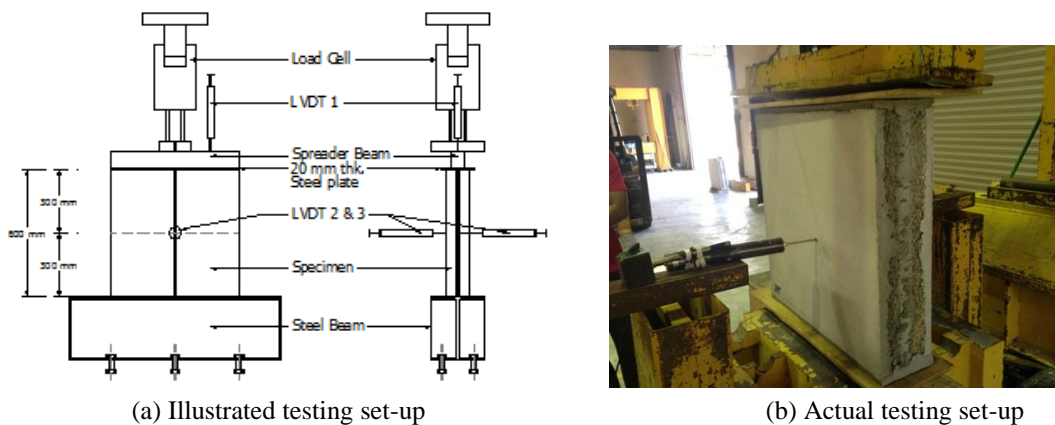 Load Cell
LVDT 1
Spreader Beam
20 mm thk.
Steel plate
300 mm
LVDT 2 & 3
600 mm
300 mm
Specimen
Steel Beam
(a) Illustrated testing set-up
(b) Actual testing set-up